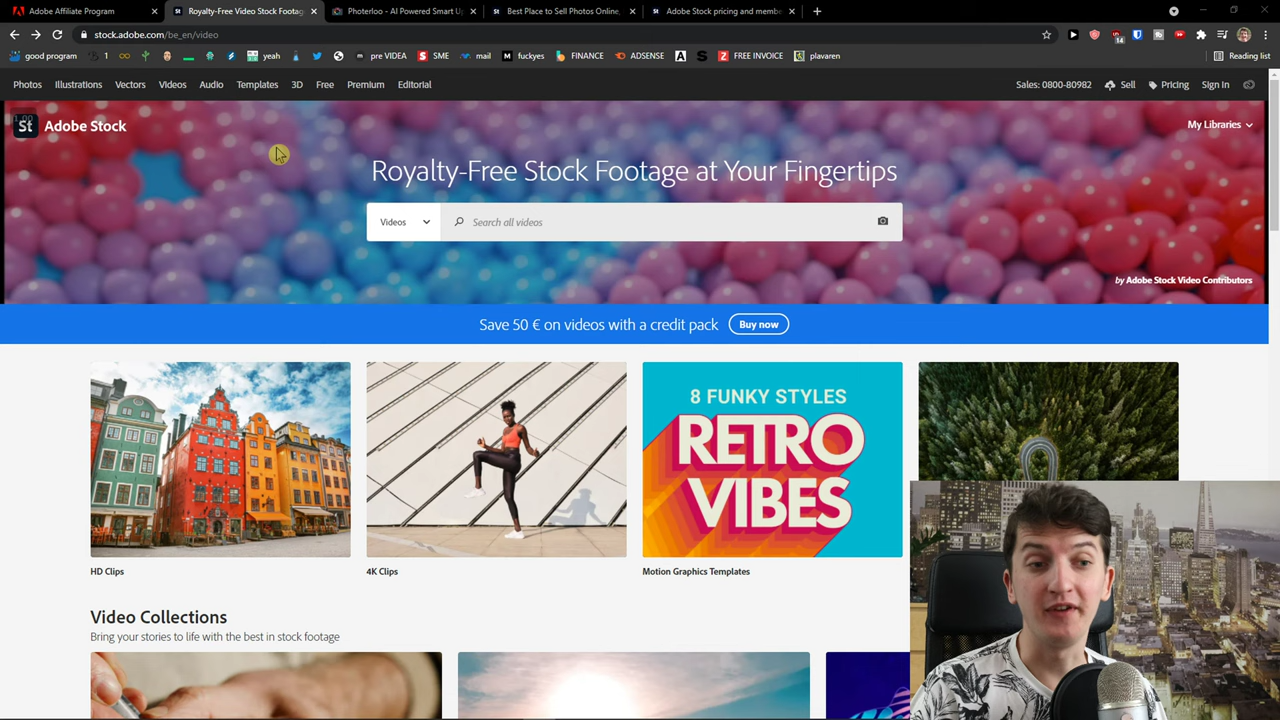 Adobe Affiliate Program
Royalty-Free Video Stock Footag
Photerloo - AI Powered Smart U
Best Place to Sell Photos Online,
Adobe Stock pricing and memb
stock.adobe.com/be_en/video
good program
1
yeah
pre VIDEA
SME
mail
fuckyes
FINANCE
ADSENSE
FREE INVOICE
plavaren
Reading list
14
Photos Illustrations Vectors Videos Audio Templates 3D Free Premium Editorial
Sales: 0800-80982 Sell Pricing Sign In
St Adobe Stock
My Libraries
Royalty-Free Stock Footage at Your Fingertips
Videos Search all videos
by Adobe Stock Video Contributors
Save 50 € on videos with a credit pack Buy now
8 FUNKY STYLES
RETRO
VIBES
HD Clips
4K Clips
Motion Graphics Templates
Video Collections
Bring your stories to life with the best in stock footage